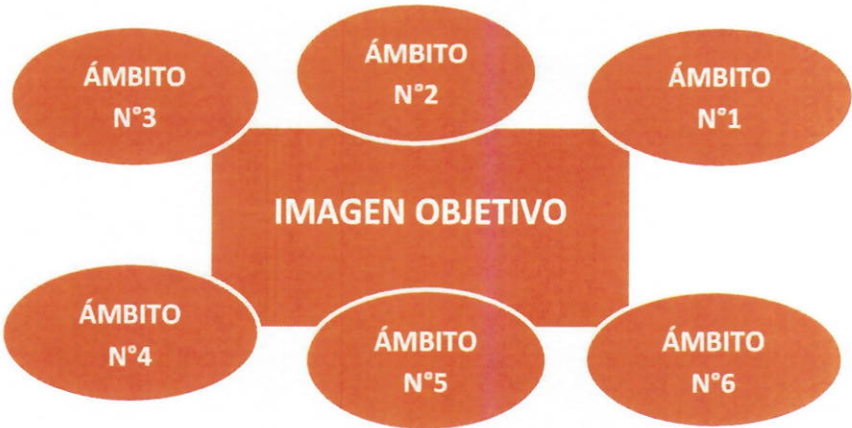 ÁMBITO
N°3
ÁMBITO
N°2
ÁMBITO
N°1
IMAGEN OBJETIVO
ÁMBITO
N°4
ÁMBITO
N°5
ÁMBITO
N°6